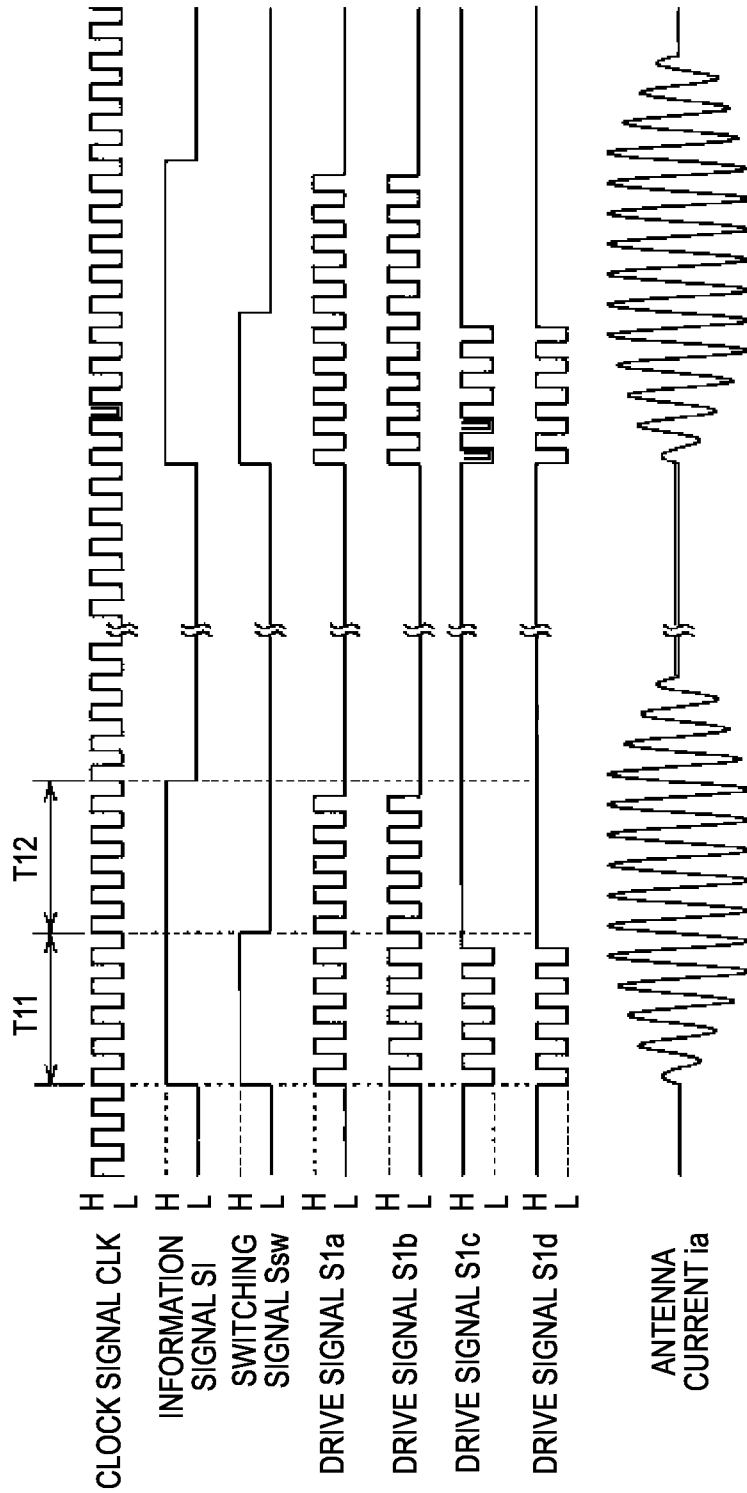 T11
T12
CLOCK SIGNAL CLK
H
L
INFORMATION
SIGNAL SI
H
L
SWITCHING
SIGNAL Ssw
H
L
DRIVE SIGNAL S1a
H
L
DRIVE SIGNAL S1b
H
L
DRIVE SIGNAL S1c
H
L
DRIVE SIGNAL S1d
H
L
ANTENNA
CURRENT ia